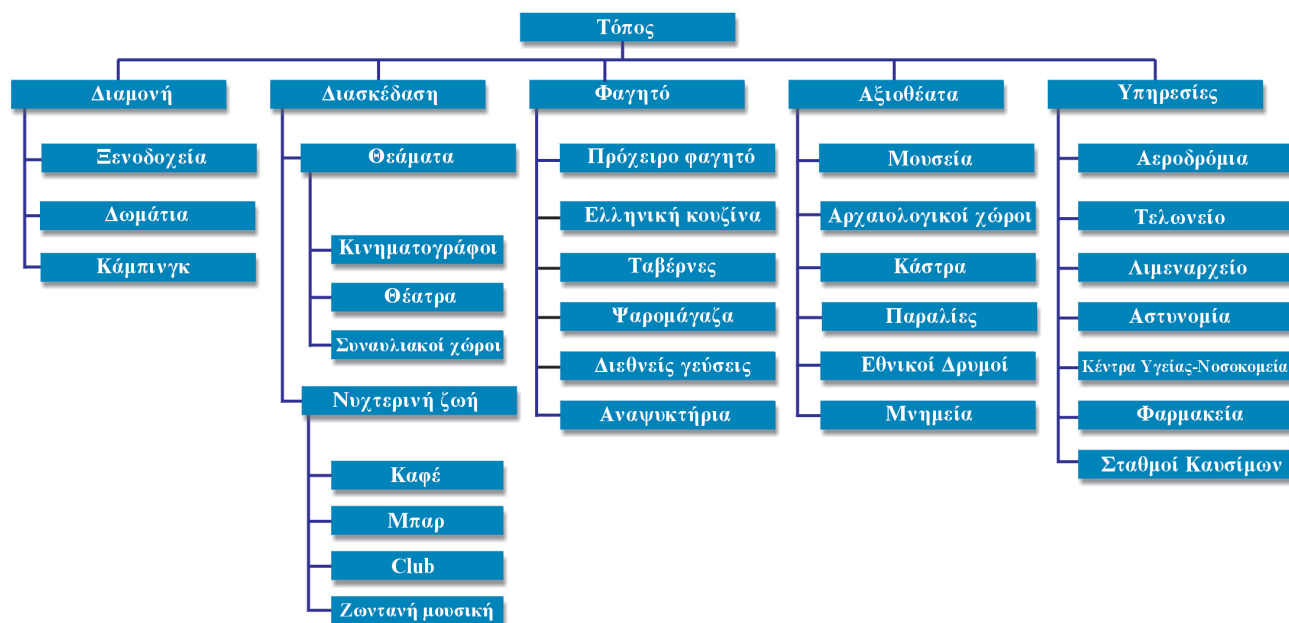 Τόπος
Διαμονή
Ξενοδοχεία
Δωμάτια
Κάμπινγκ
Διασκέδαση
Θεάματα
Κινηματογράφοι
Θέατρα
Συναυλιακοί χώροι
Νυχτερινή ζωή
Καφέ
Μπαρ
Club
Ζωντανή μουσική
Φαγητό
Πρόχειρο φαγητό
Ελληνική κουζίνα
Ταβέρνες
Ψαρομάγαζα
Διεθνείς γεύσεις
Αναψυκτήρια
Αξιοθέατα
Μουσεία
Αρχαιολογικοί χώροι
Κάστρα
Παραλίες
Εθνικοί Δρυμοί
Μνημεία
Υπηρεσίες
Αεροδρόμια
Τελωνείο
Λιμεναρχείο
Αστυνομία
Κέντρα Υγείας-Νοσοκομεία
Φαρμακεία
Σταθμοί Καυσίμων